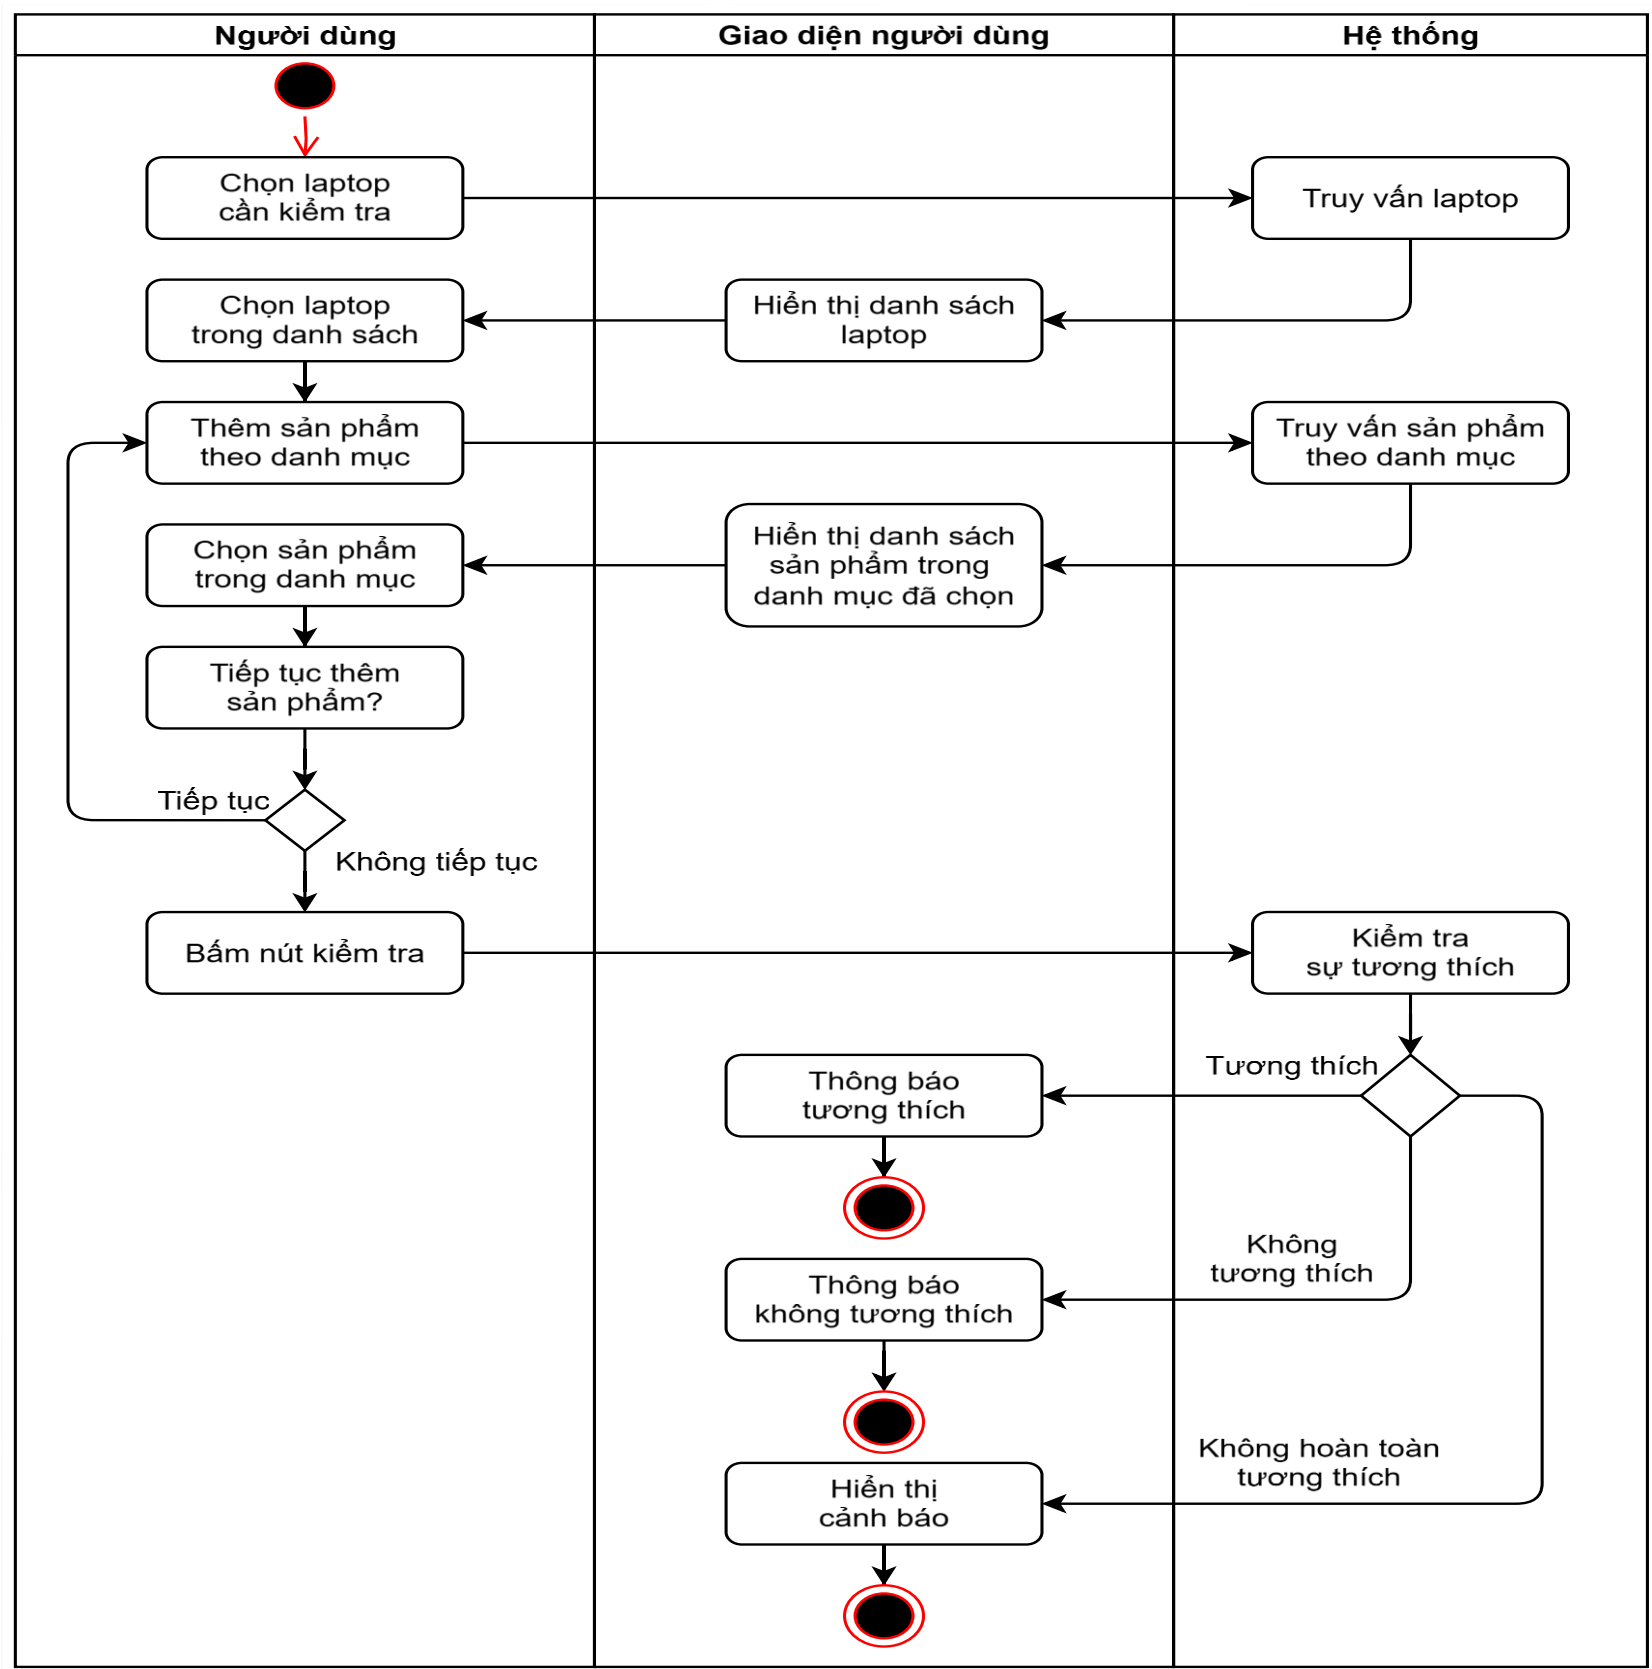 Người dùng
Giao diện người dùng
Hệ thống
Chọn laptop
cần kiểm tra
Truy vấn laptop
Chọn laptop
trong danh sách
Hiển thị danh sách
laptop
Thêm sản phẩm
theo danh mục
Truy vấn sản phẩm
theo danh mục
Chọn sản phẩm
trong danh mục
Hiển thị danh sách
sản phẩm trong
danh mục đã chọn
Tiếp tục thêm
sản phẩm?
Tiếp tục
Không tiếp tục
Bấm nút kiểm tra
Kiểm tra
sự tương thích
Thông báo
tương thích
Tương thích
Thông báo
không tương thích
Không
tương thích
Hiển thị
cảnh báo
Không hoàn toàn
tương thích